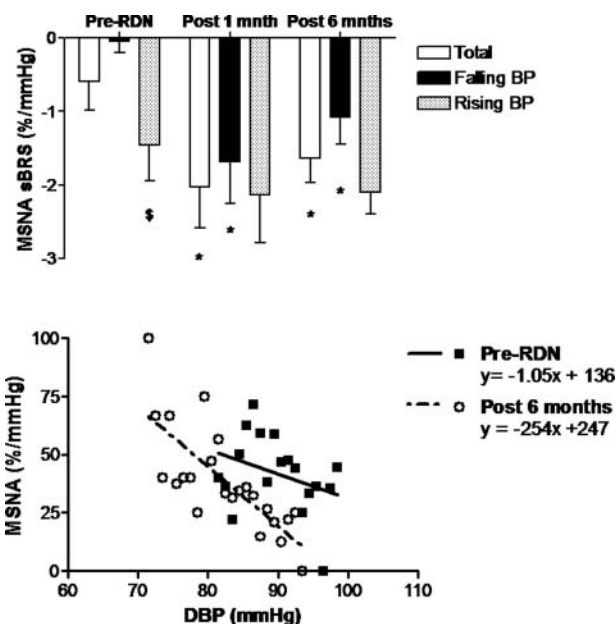 Pre-RDN Post 1 mnth Post 6 mnths
0
-1
-2
-3
MSNA sBRS (%/mmHg)
$
*
*
*
*
Total
Falling BP
Rising BP
100
75
50
25
0
MSNA (%/mmHg)
60 70 80 90 100 110
DBP (mmHg)
Pre-RDN
y= -1.05x + 136
Post 6 months
y = -254x +247